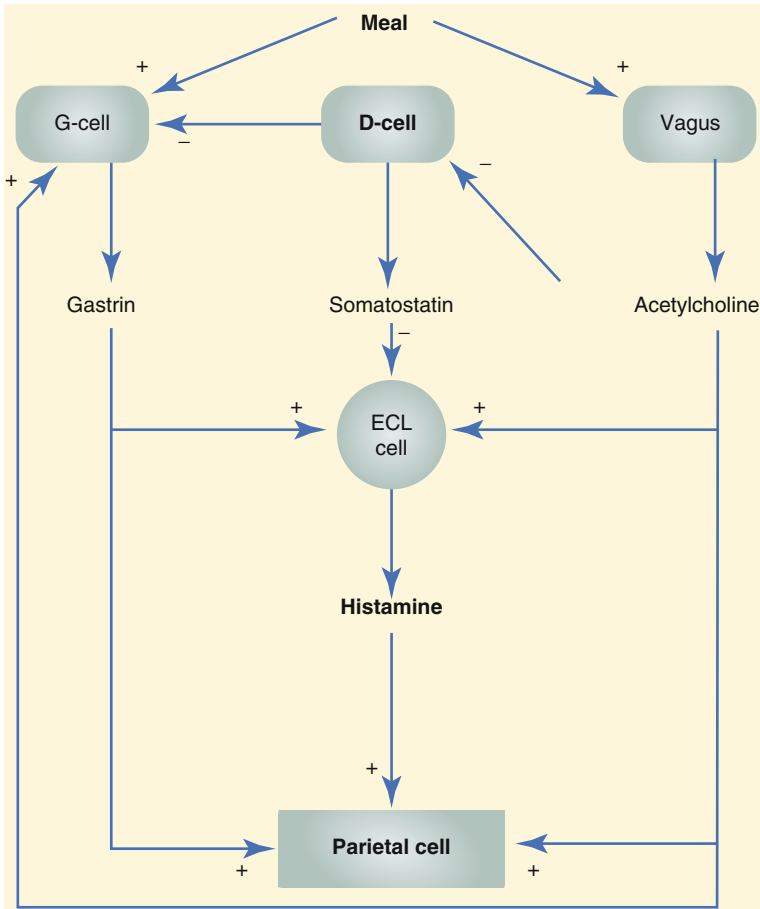 Meal
+
+
G-cell
D-cell
Vagus
–
–
+
Gastrin
Somatostatin
Acetylcholine
–
+
+
ECL
cell
Histamine
+
Parietal cell
+
+